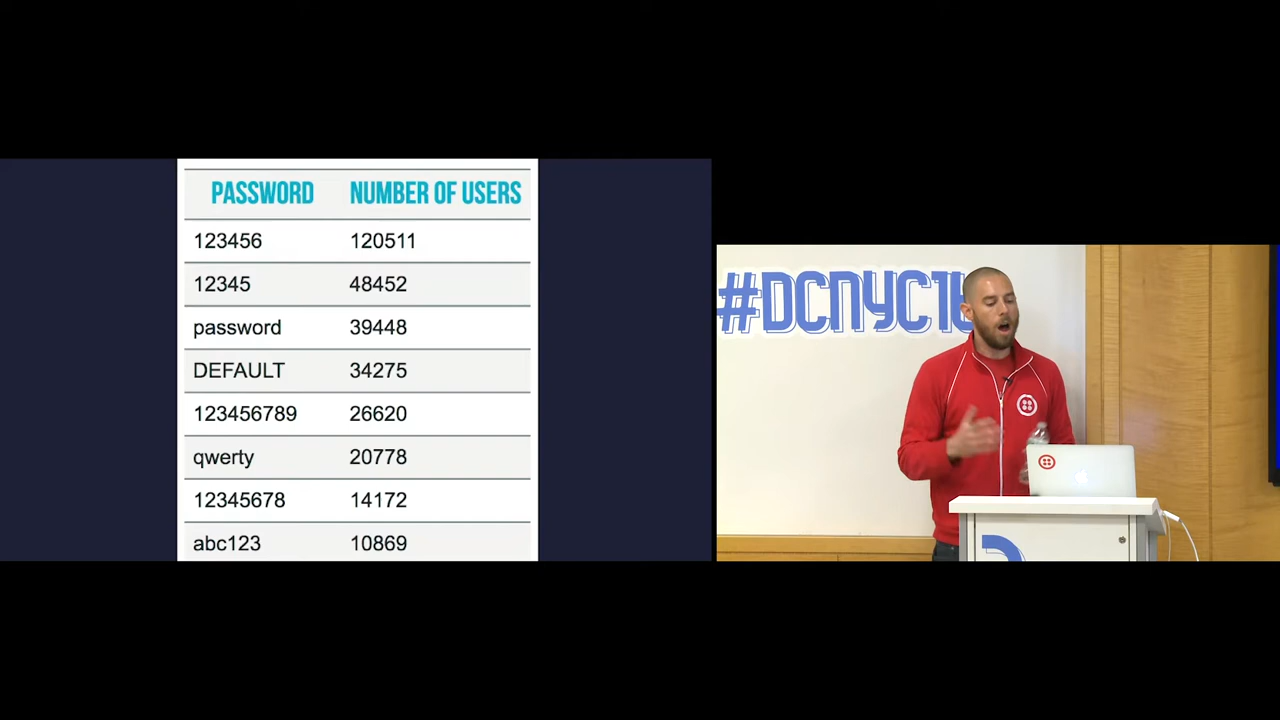 PASSWORD NUMBER OF USERS
123456 120511
12345 48452
password 39448
DEFAULT 34275
123456789 26620
qwerty 20778
12345678 14172
abc123 10869
#DCNYC1